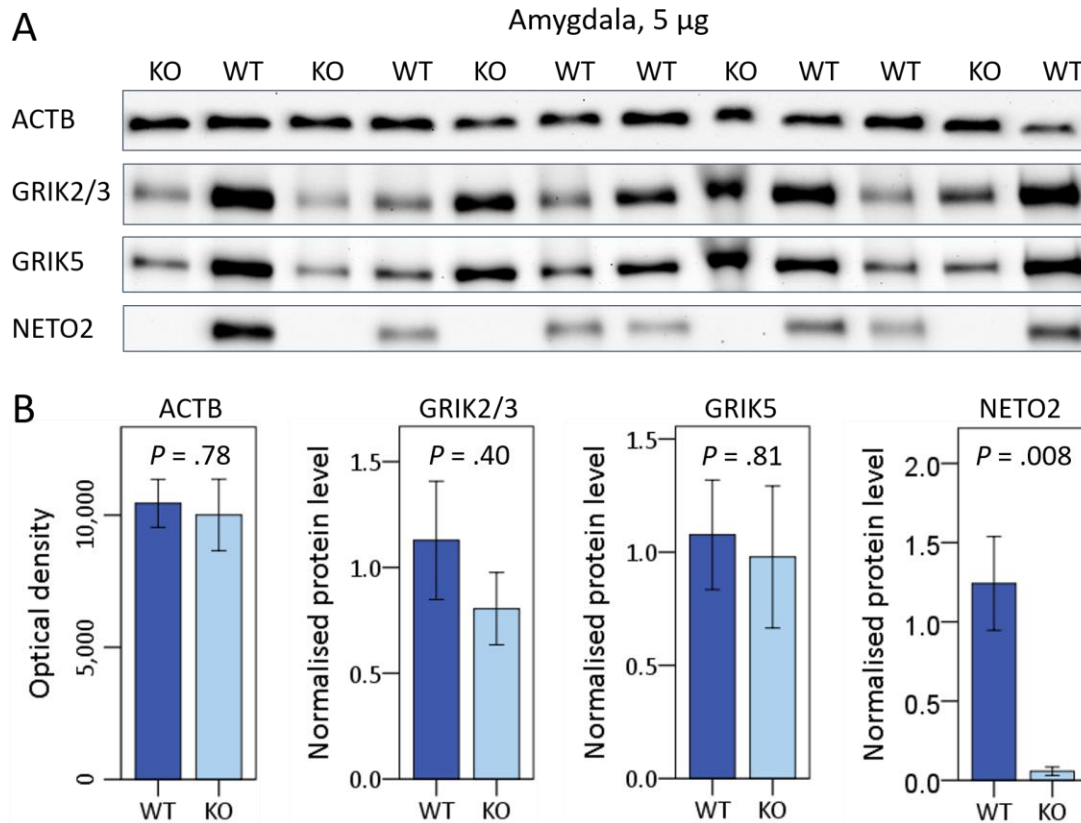 A
Amygdala, 5 µg
KO WT KO WT KO WT WT KO WT WT KO WT
ACTB
GRIK2/3
GRIK5
NETO2
B
ACTB
P = .78
Optical density
10,000
5,000
0
WT KO
GRIK2/3
P = .40
Normalised protein level
1.5
1.0
0.5
0.0
WT KO
GRIK5
P = .81
Normalised protein level
1.5
1.0
0.5
0.0
WT KO
NETO2
P = .008
Normalised protein level
2.0
1.5
1.0
0.5
0.0
WT KO